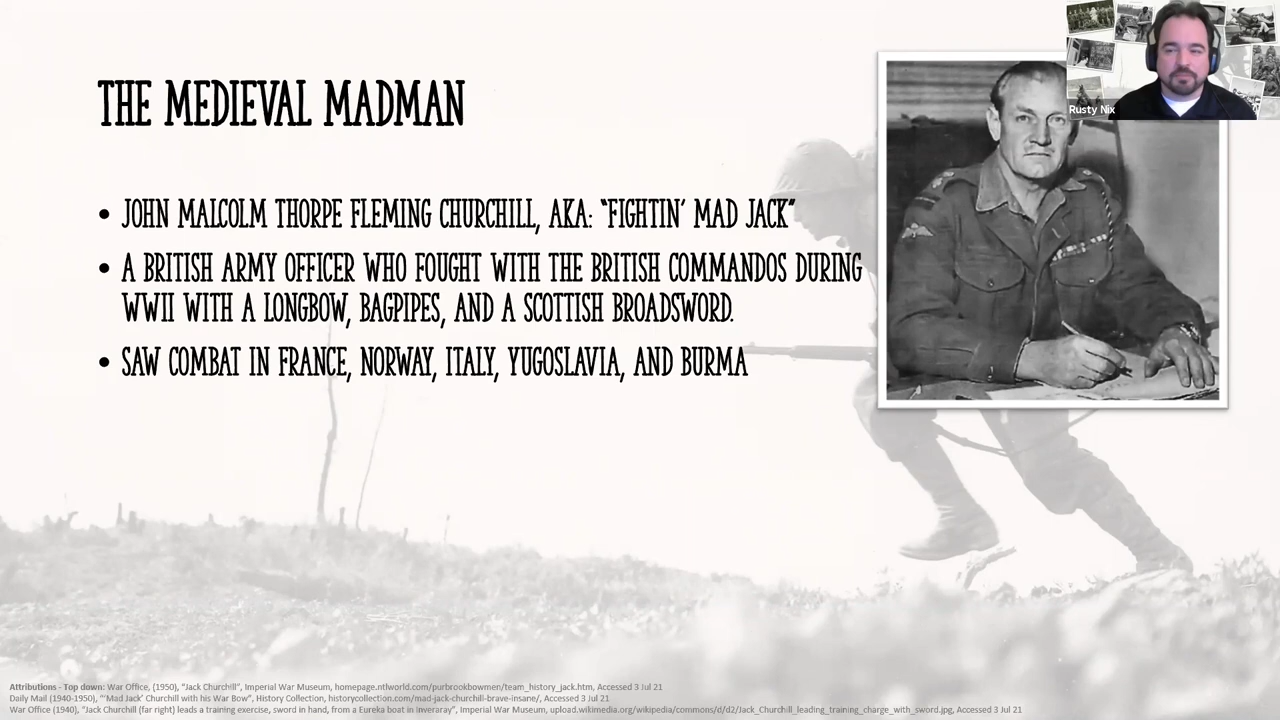 THE MEDIEVAL MADMAN
Rusty Nix
• JOHN MALCOLM THORPE FLEMING CHURCHILL, AKA: "FIGHTIN' MAD JACK"
• A BRITISH ARMY OFFICER WHO FOUGHT WITH THE BRITISH COMMANDOS DURING
WWII WITH A LONGBOW, BAGPIPES, AND A SCOTTISH BROADSWORD.
• SAW COMBAT IN FRANCE, NORWAY, ITALY, YUGOSLAVIA, AND BURMA
Attributions - Top down: War Office, (1950), "Jack Churchill", Imperial War Museum, homepage.ntlworld.com/purbrookbowmen/team_history_jack.htm, Accessed 3 Jul 21
Daily Mail (1940-1950), "'Mad Jack' Churchill with his War Bow", History Collection, historycollection.com/mad-jack-churchill-brave-insane/, Accessed 3 Jul 21
War Office (1940), "Jack Churchill (far right) leads a training exercise, sword in hand, from a Eureka boat in Inveraray", Imperial War Museum, upload.wikimedia.org/wikipedia/commons/d/d2/Jack_Churchill_leading_training_charge_with_sword.jpg, Accessed 3 Jul 21